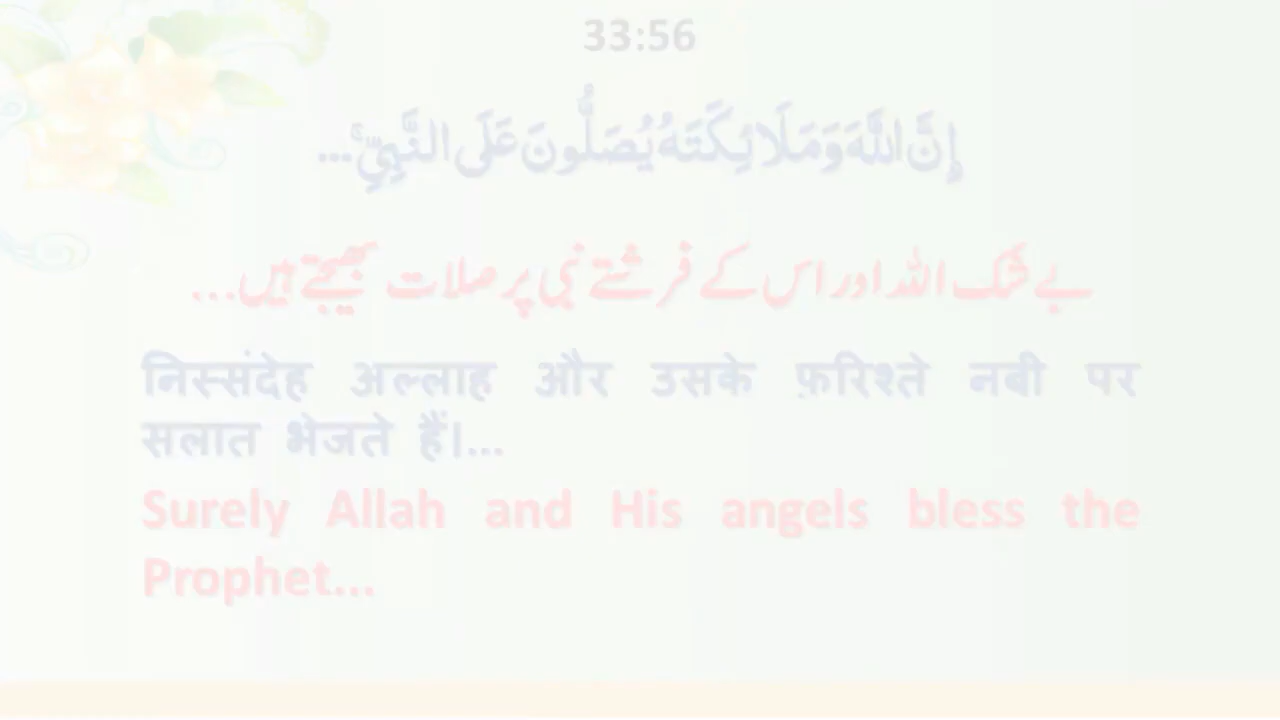 33:56
إِنَّ اللَّهَ وَمَلَائِكَتَهُ يُصَلُّونَ عَلَى النَّبِيِّ ۚ...
بے شک اللہ اور اس کے فرشتے نبی پر صلات بھیجتے ہیں...
निस्संदेह अल्लाह और उसके फ़रिश्ते नबी पर
सलात भेजते हैं।...
Surely Allah and His angels bless the
Prophet...